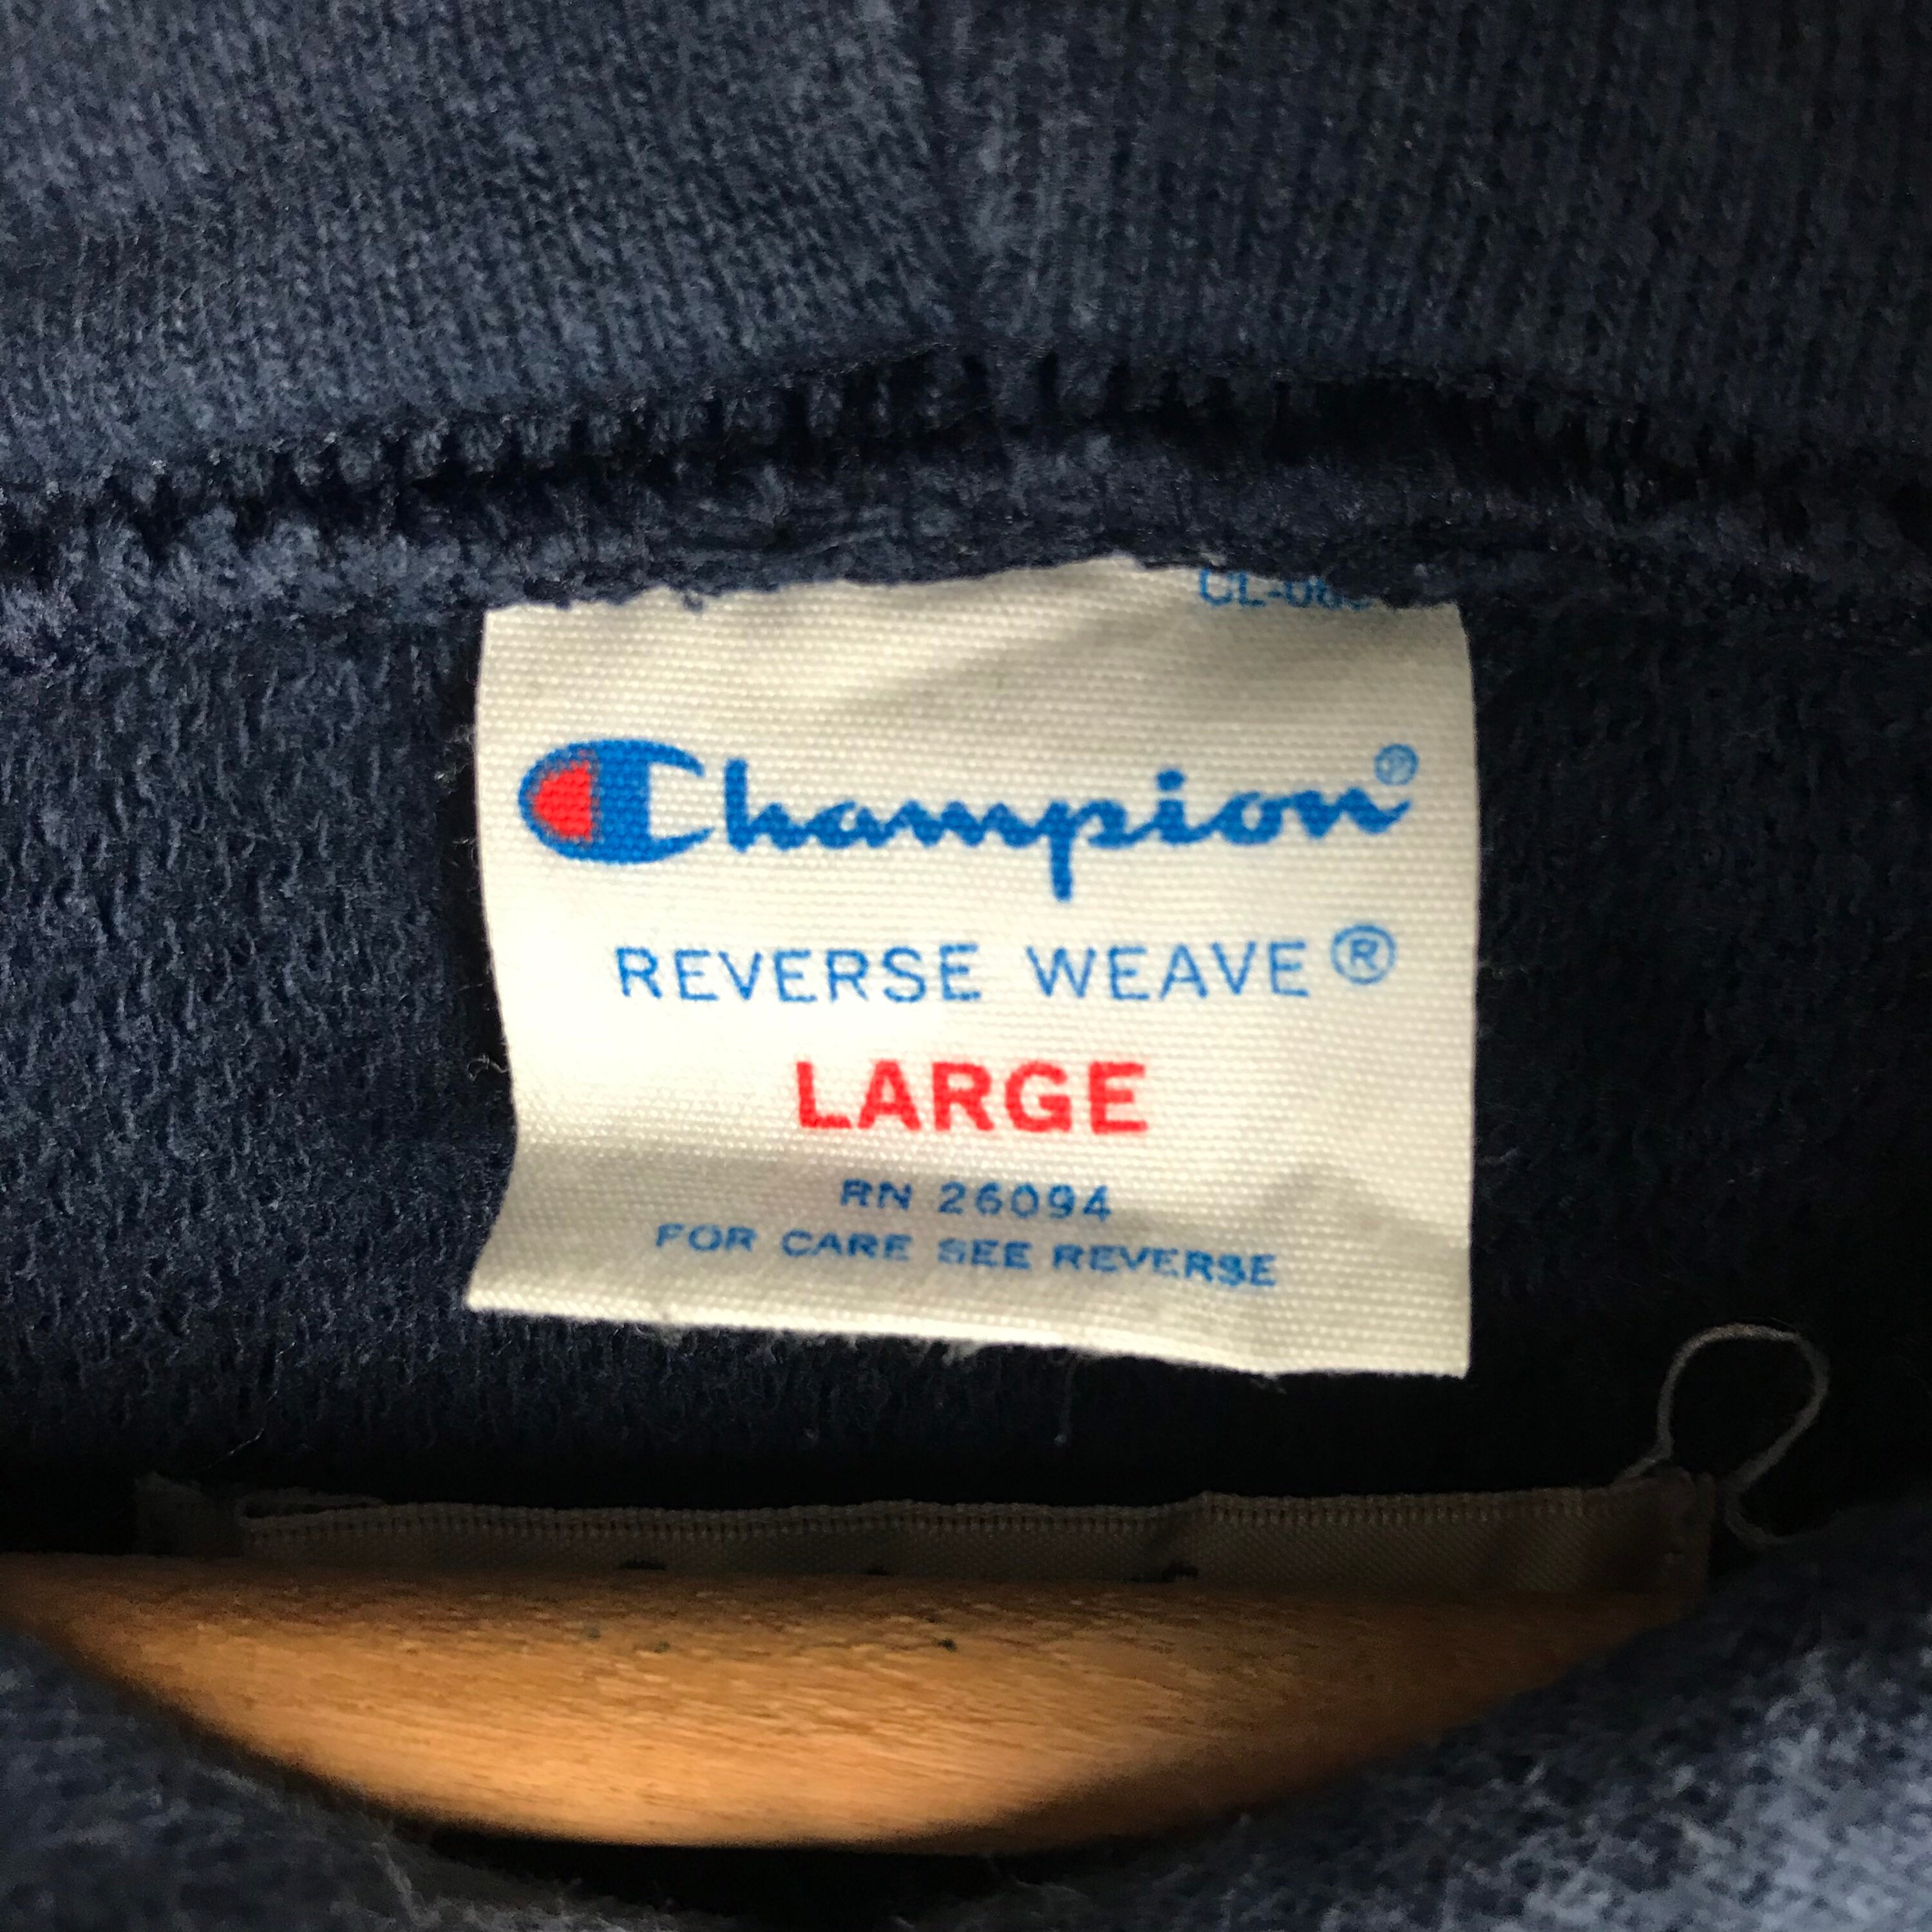 Champion®
REVERSE WEAVE®
LARGE
RN 26094
FOR CARE SEE REVERSE